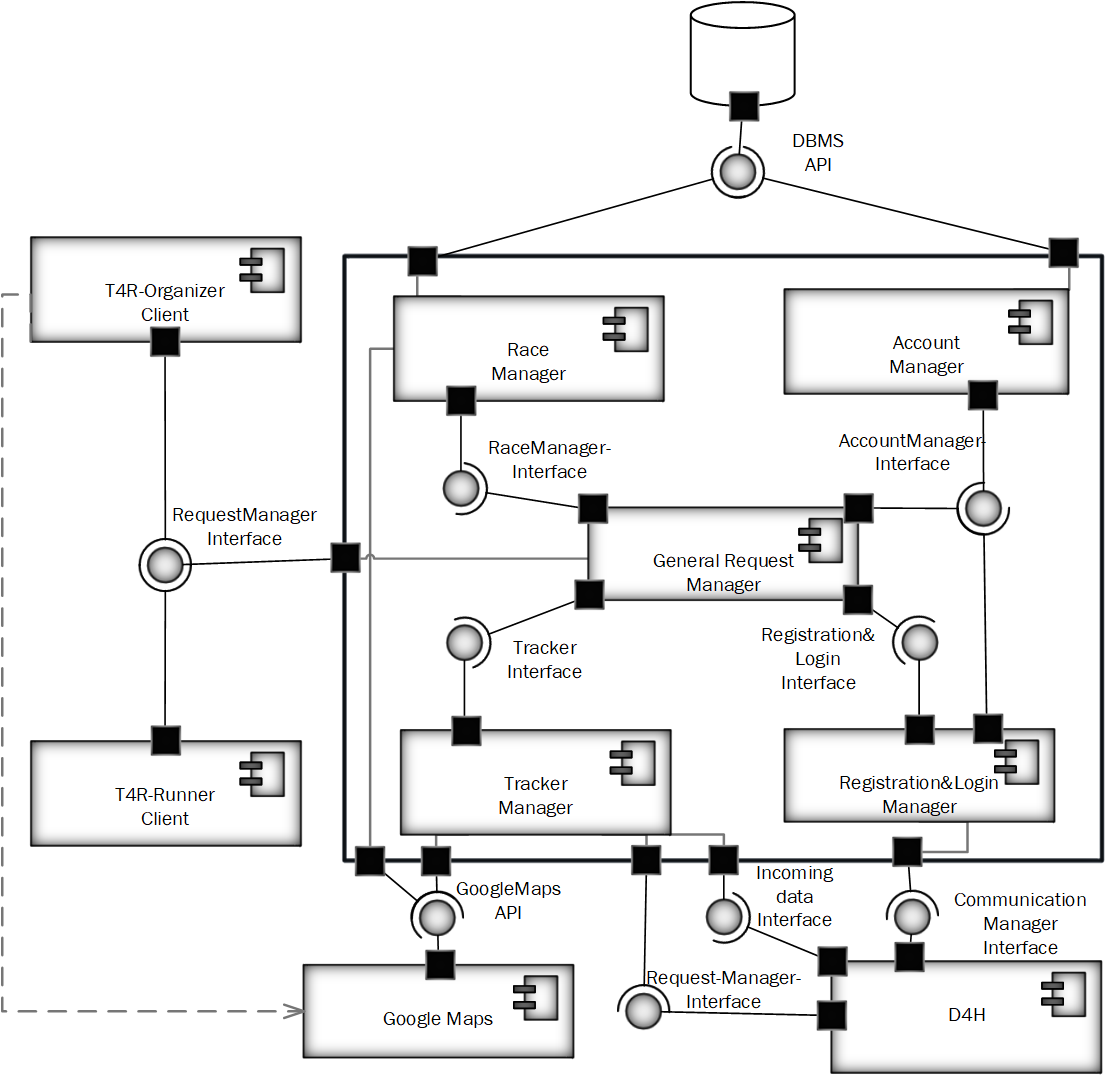 DBMS
API
T4R-Organizer
Client
Race
Manager
Account
Manager
RaceManager-
Interface
AccountManager-
Interface
RequestManager
Interface
General Request
Manager
Tracker
Interface
Registration&
Login
Interface
T4R-Runner
Client
Tracker
Manager
Registration&Login
Manager
GoogleMaps
API
Incoming
data
Interface
Communication
Manager
Interface
Request-Manager-
Interface
Google Maps
D4H